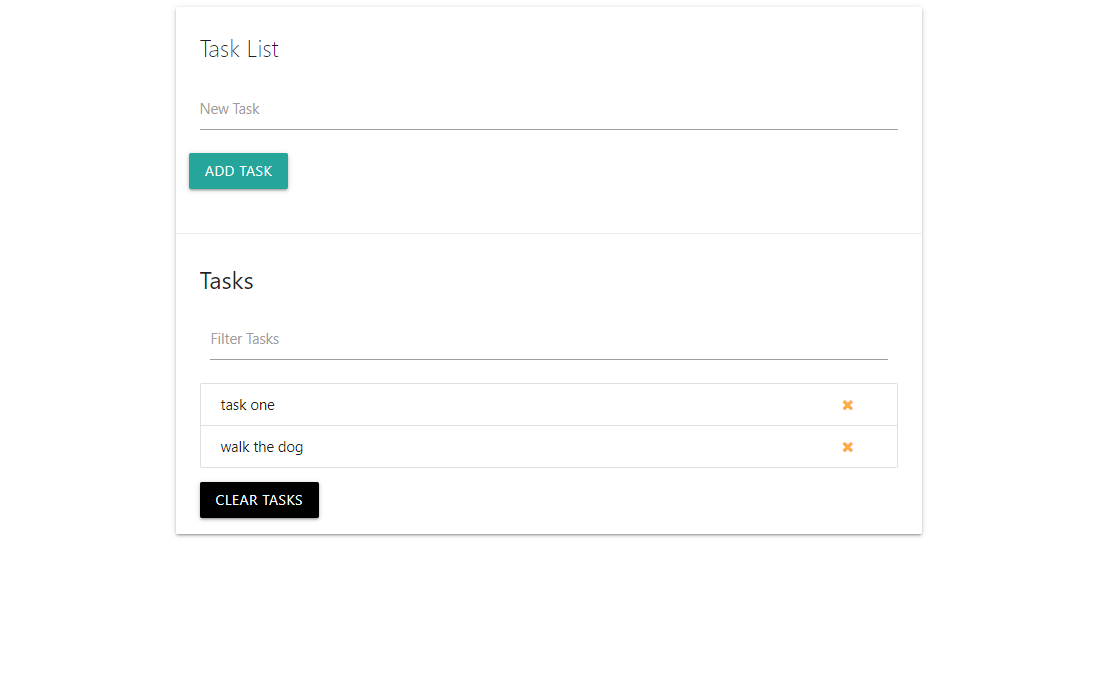 Task List
New Task
ADD TASK
Tasks
Filter Tasks
task one
walk the dog
CLEAR TASKS